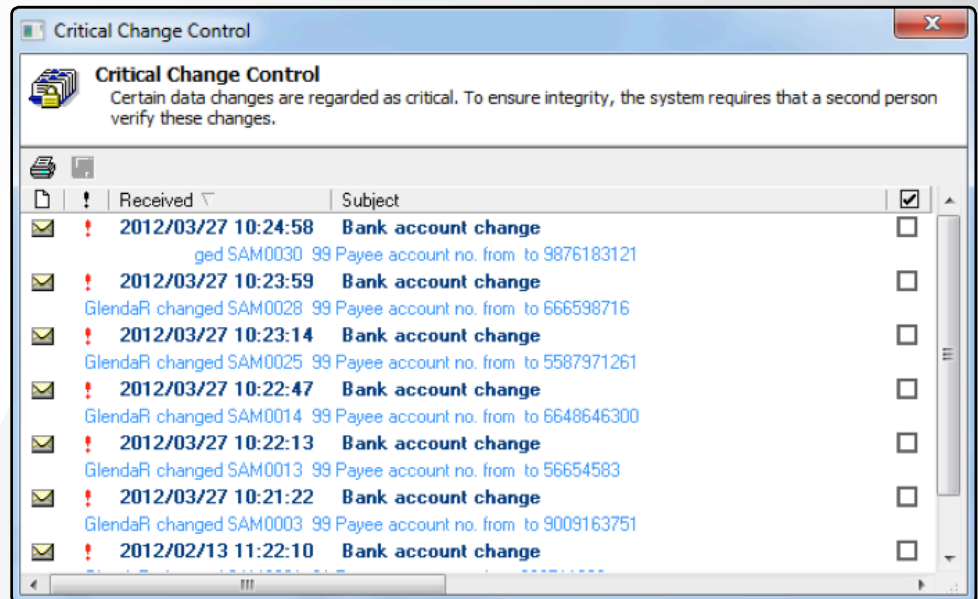 Critical Change Control
Critical Change Control
Certain data changes are regarded as critical. To ensure integrity, the system requires that a second person
verify these changes.
! Received Subject
! 2012/03/27 10:24:58 Bank account change
ged SAM0030 99 Payee account no. from to 9876183121
! 2012/03/27 10:23:59 Bank account change
GlendaR changed SAM0028 99 Payee account no. from to 666598716
! 2012/03/27 10:23:14 Bank account change
GlendaR changed SAM0025 99 Payee account no. from to 5587971261
! 2012/03/27 10:22:47 Bank account change
GlendaR changed SAM0014 99 Payee account no. from to 6648646300
! 2012/03/27 10:22:13 Bank account change
GlendaR changed SAM0013 99 Payee account no. from to 56654583
! 2012/03/27 10:21:22 Bank account change
GlendaR changed SAM0003 99 Payee account no. from to 9009163751
! 2012/02/13 11:22:10 Bank account change